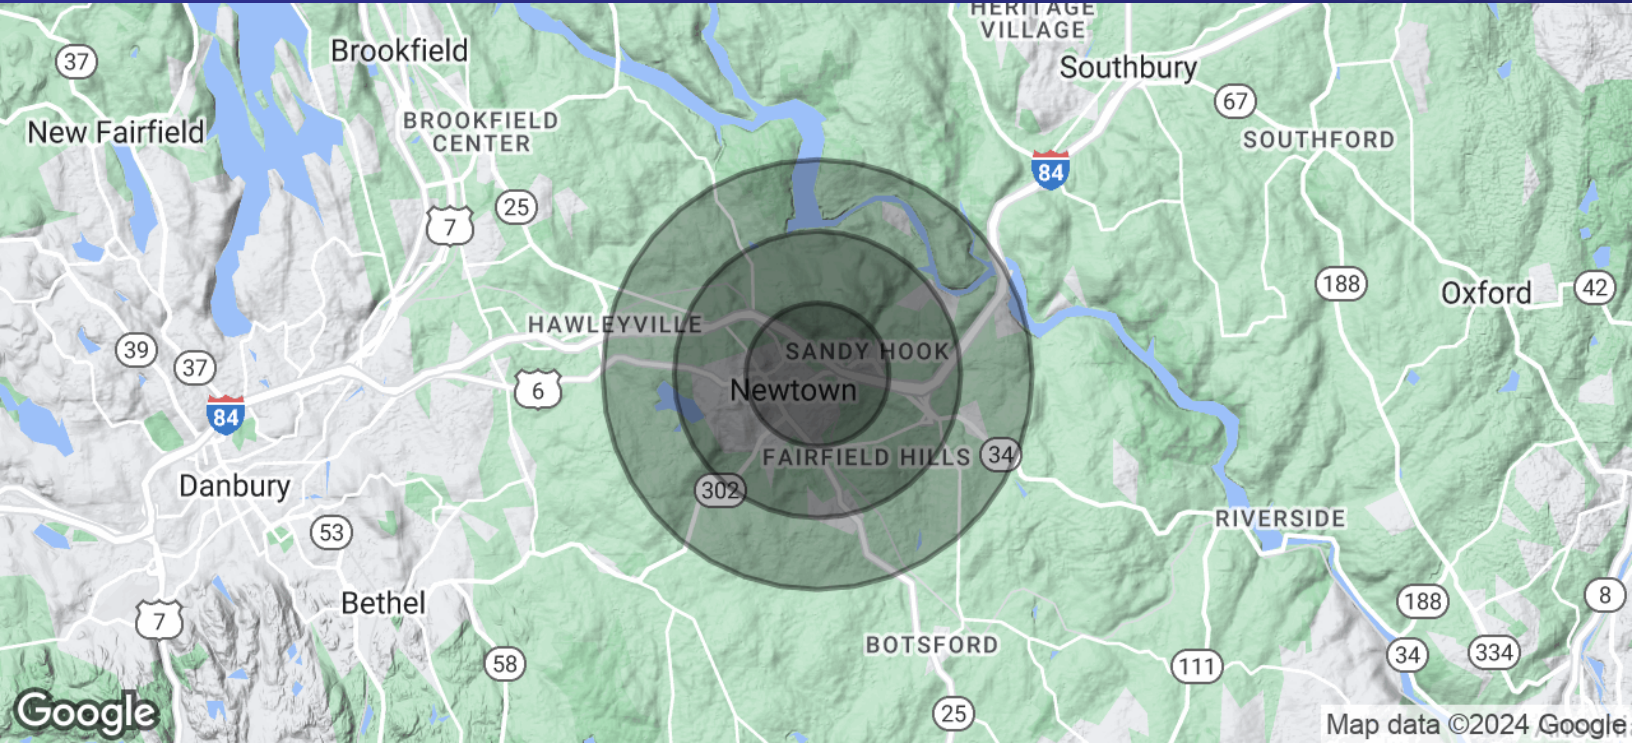 HERITAGE
VILLAGE
Brookfield
37
Southbury
67
BROOKFIELD
CENTER
New Fairfield
SOUTHFORD
84
25
7
188
Oxford
42
HAWLEYVILLE
39
SANDY HOOK
37
6
Newtown
84
FAIRFIELD HILLS
34
Danbury
302
53
RIVERSIDE
Bethel
188
8
7
BOTSFORD
58
111
34
334
25
Google
Map data ©2024 Google